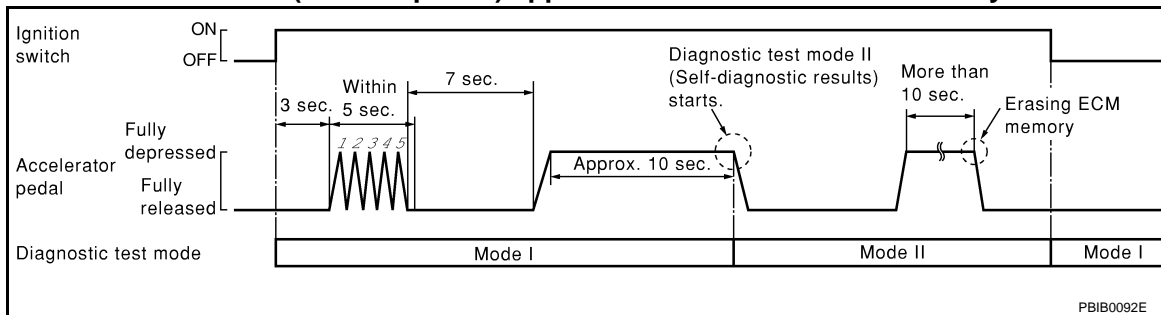 Ignition
switch
ON
OFF
Diagnostic test mode II
(Self-diagnostic results)
starts.
More than
10 sec.
Erasing ECM
memory
7 sec.
Within
5 sec.
3 sec.
1 2 3 4 5
Accelerator
pedal
Fully
depressed
Fully
released
Approx. 10 sec.
Diagnostic test mode
Mode I
Mode II
Mode I
PBIB0092E